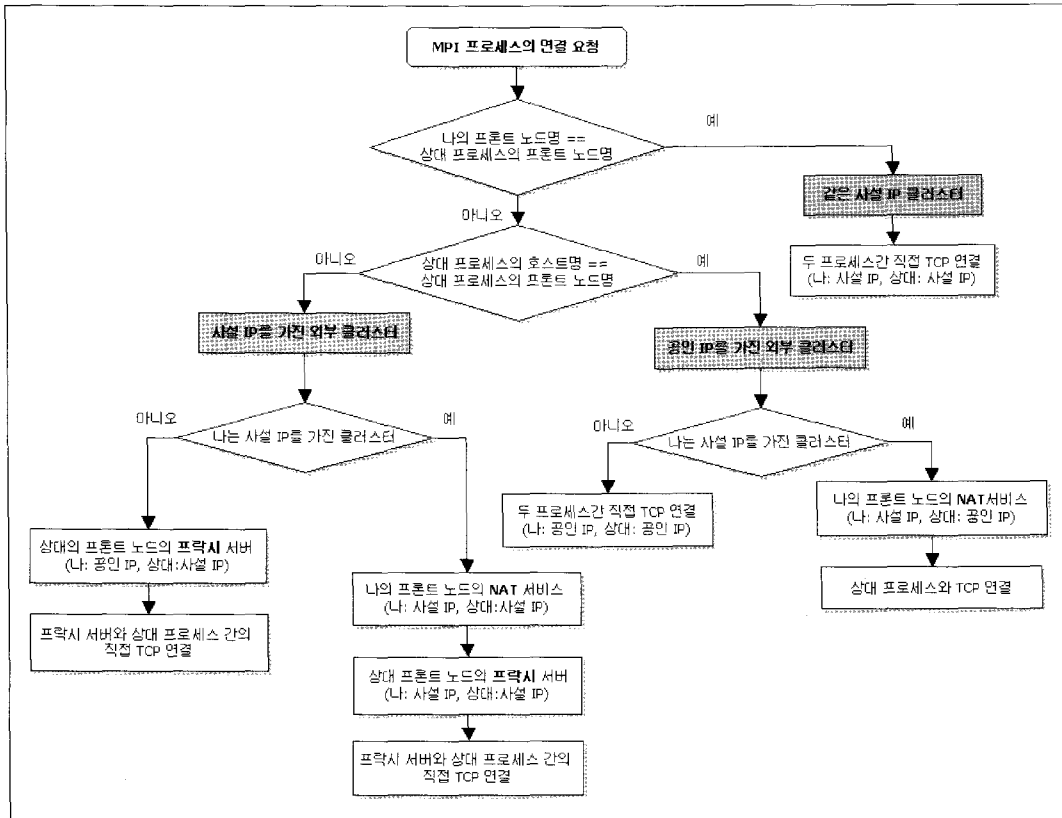 MPI 프로세스의 연결 요청
나의 프론트 노드명 ==
상대 프로세스의 프론트 노드명
예
같은 사설 IP 클러스터
두 프로세스간 직접 TCP 연결
(나: 사설 IP, 상대: 사설 IP)
아니오
상대 프로세스의 호스트명 ==
상대 프로세스의 프론트 노드명
아니오
예
사설 IP를 가진 외부 클러스터
공인 IP를 가진 외부 클러스터
나는 사설 IP를 가진 클러스터
아니오
예
나는 사설 IP를 가진 클러스터
아니오
예
상대의 프론트 노드의 프락시 서버
(나: 공인 IP, 상대:사설 IP)
프락시 서버와 상대 프로세스 간의
직접 TCP 연결
나의 프론트 노드의 NAT 서비스
(나: 사설 IP, 상대:사설 IP)
상대 프론트 노드의 프락시 서버
(나: 사설 IP, 상대:사설 IP)
프락시 서버와 상대 프로세스 간의
직접 TCP 연결
두 프로세스간 직접 TCP 연결
(나: 공인 IP, 상대: 공인 IP)
나의 프론트 노드의 NAT서비스
(나: 사설 IP, 상대: 공인 IP)
상대 프로세스와 TCP 연결